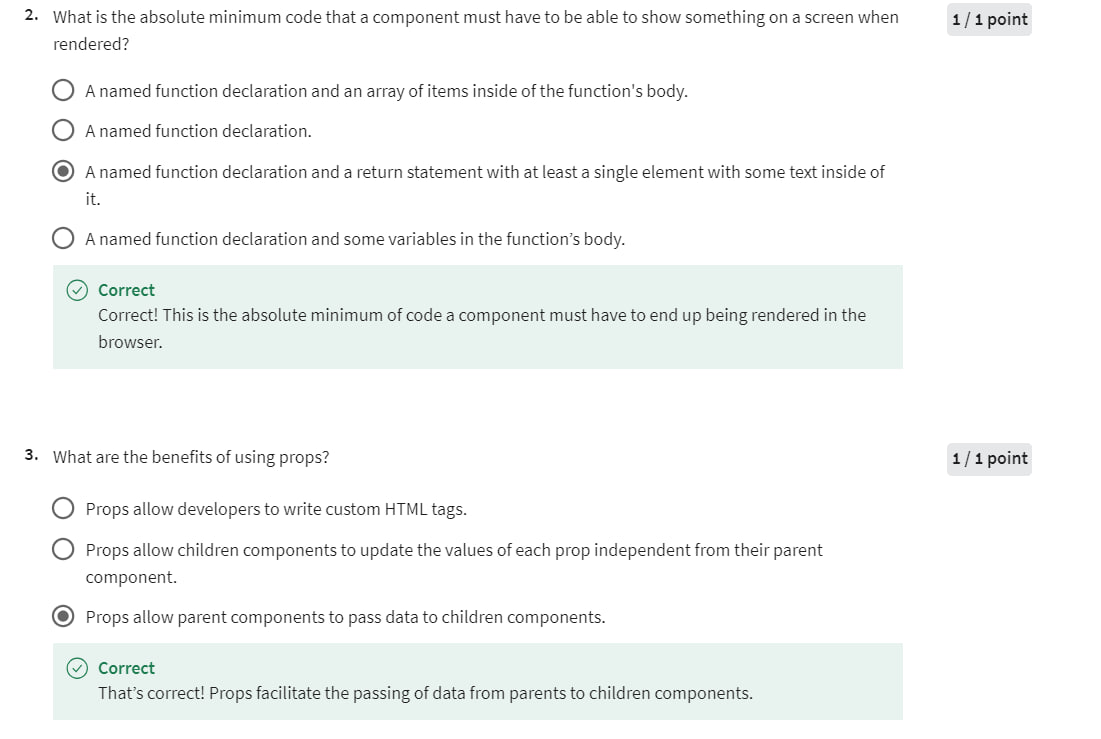 2. What is the absolute minimum code that a component must have to be able to show something on a screen when
rendered?
1 / 1 point
A named function declaration and an array of items inside of the function's body.
A named function declaration.
A named function declaration and a return statement with at least a single element with some text inside of
it.
A named function declaration and some variables in the function’s body.
Correct
Correct! This is the absolute minimum of code a component must have to end up being rendered in the
browser.
3. What are the benefits of using props?
1 / 1 point
Props allow developers to write custom HTML tags.
Props allow children components to update the values of each prop independent from their parent
component.
Props allow parent components to pass data to children components.
Correct
That’s correct! Props facilitate the passing of data from parents to children components.